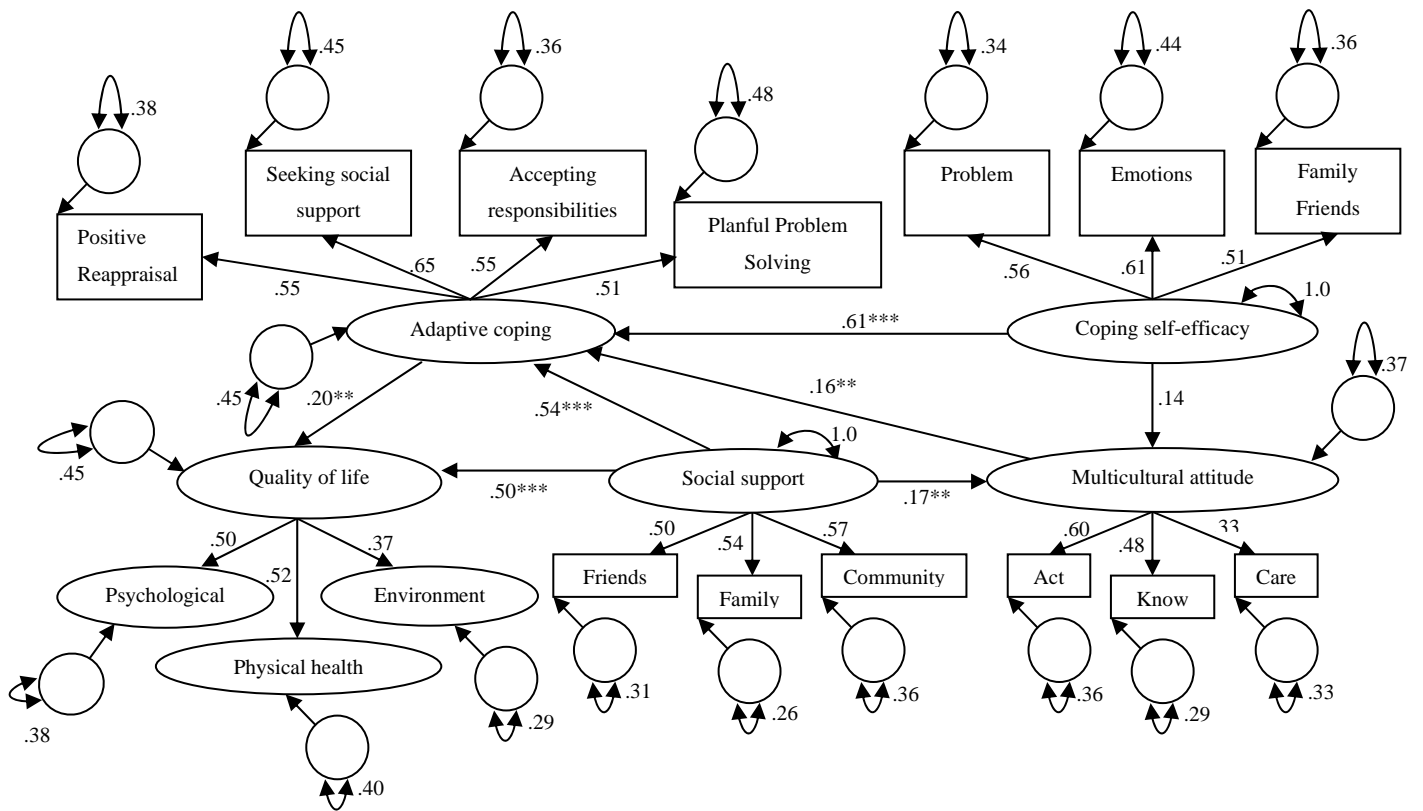 .45
.36
.34
.44
.36
.38
.48
Seeking social
support
Accepting
responsibilities
Problem
Emotions
Family
Friends
Positive
Reappraisal
Planful Problem
Solving
.55
.65
.55
.51
.56
.61
.51
1.0
Adaptive coping
.61***
Coping self-efficacy
.45
.20**
.54***
.16**
.14
.37
.45
Quality of life
.50***
1.0
Social support
.17**
Multicultural attitude
.50
.52
.37
.50
.54
.57
.60
.48
.33
Psychological
Environment
Physical health
Friends
Family
Community
Act
Know
Care
.38
.40
.29
.31
.26
.36
.36
.29
.33